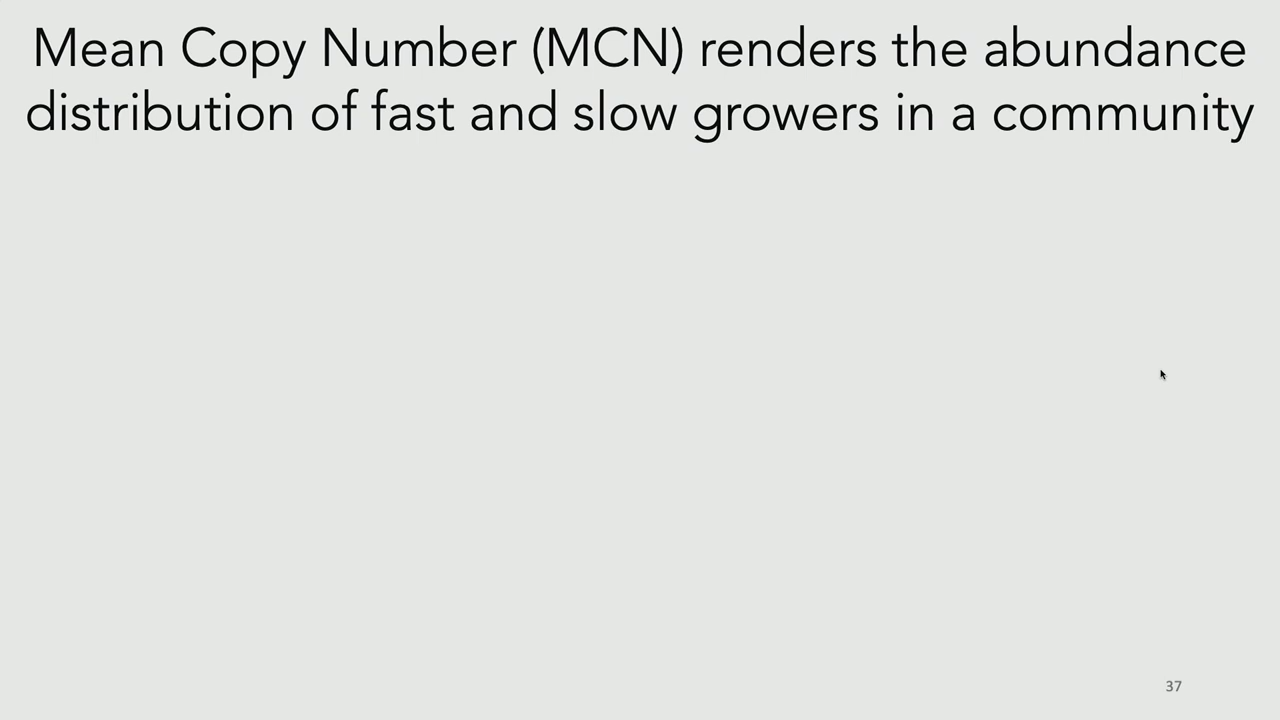 Mean Copy Number (MCN) renders the abundance
distribution of fast and slow growers in a community
37